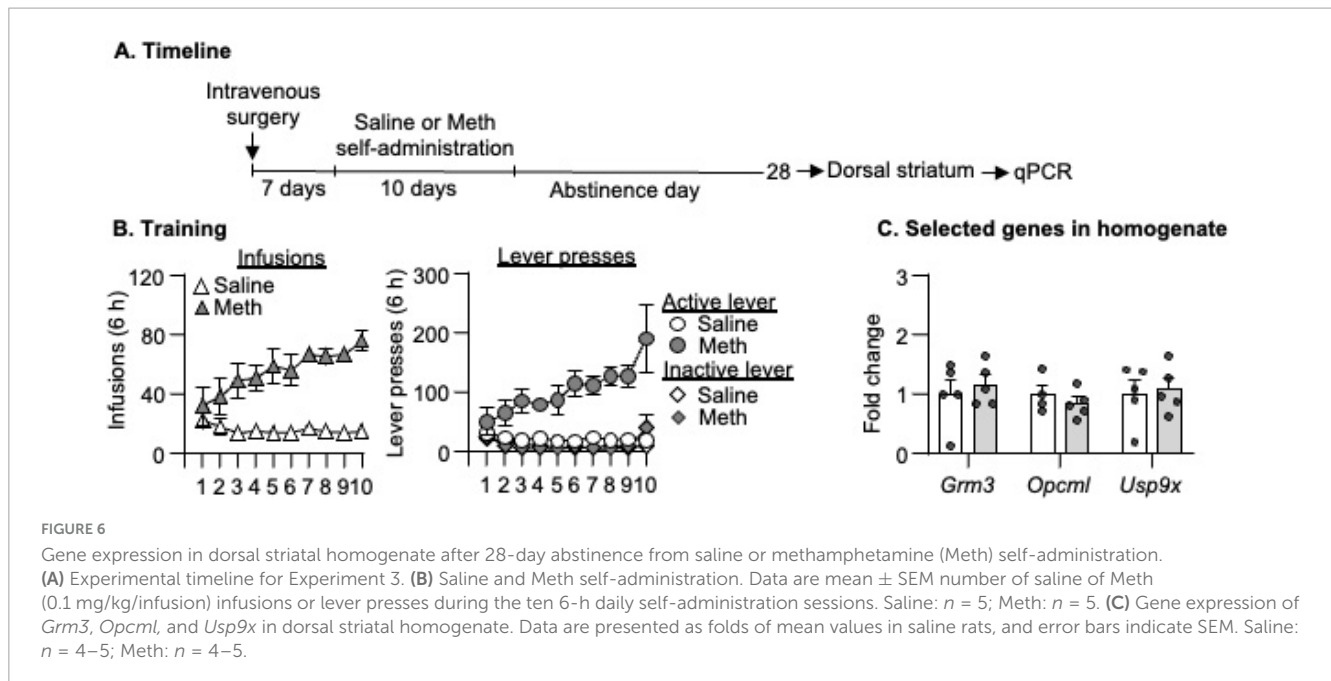 A. Timeline
Intravenous
surgery
Saline or Meth
self-administration
7 days
10 days
Abstinence day
28
Dorsal striatum
qPCR
B. Training
Infusions
Infusions (6 h)
120
80
40
0
Saline
Meth
1 2 3 4 5 6 7 8 9 10
Lever presses
Lever presses (6 h)
300
200
100
0
1 2 3 4 5 6 7 8 9 10
Active lever
Saline
Meth
Inactive lever
Saline
Meth
C. Selected genes in homogenate
Fold change
3
2
1
0
Grm3 Opcml Usp9x
FIGURE 6
Gene expression in dorsal striatal homogenate after 28-day abstinence from saline or methamphetamine (Meth) self-administration.
(A) Experimental timeline for Experiment 3. (B) Saline and Meth self-administration. Data are mean ± SEM number of saline of Meth
(0.1 mg/kg/infusion) infusions or lever presses during the ten 6-h daily self-administration sessions. Saline: n = 5; Meth: n = 5. (C) Gene expression of
Grm3, Opcml, and Usp9x in dorsal striatal homogenate. Data are presented as folds of mean values in saline rats, and error bars indicate SEM. Saline:
n = 4–5; Meth: n = 4–5.